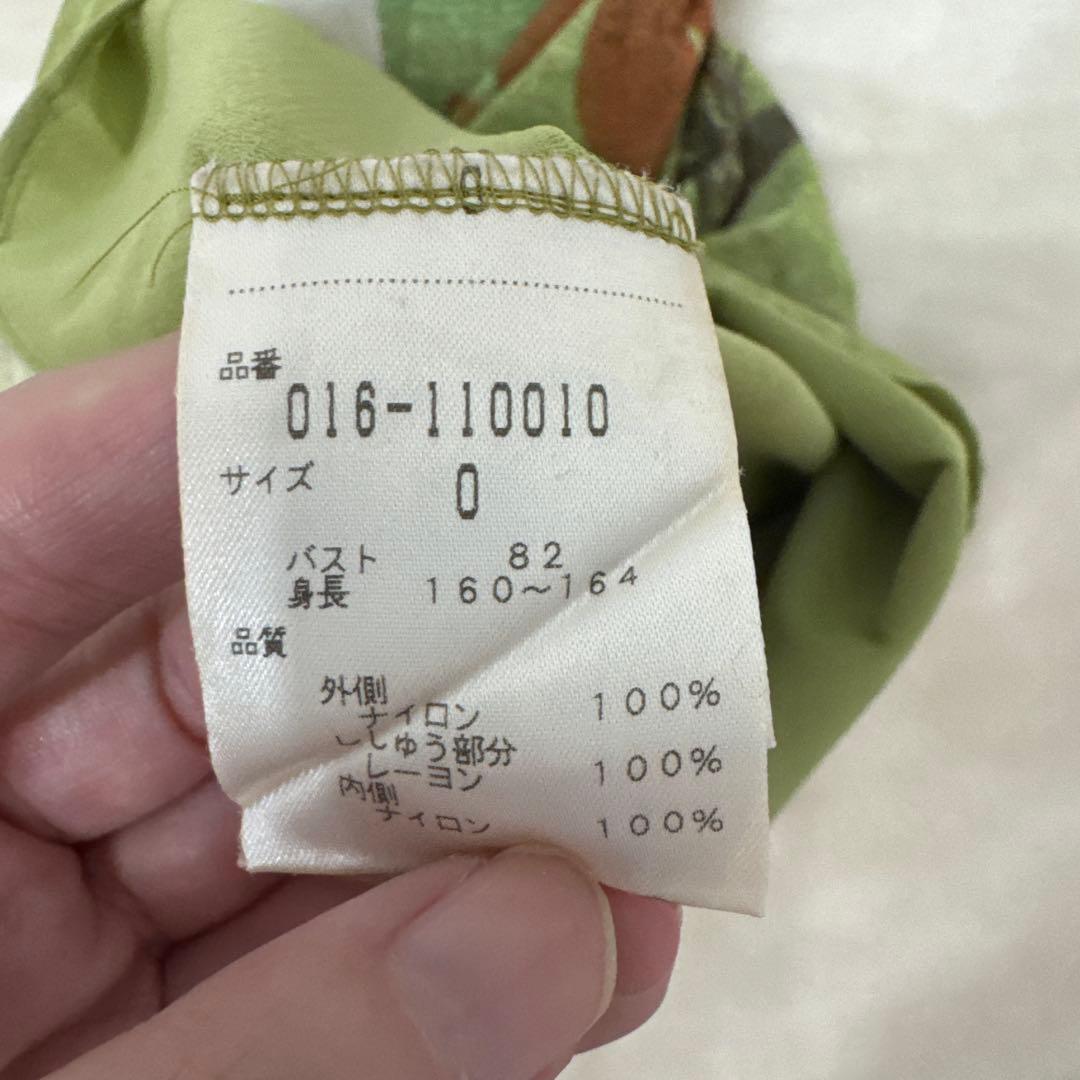 0
品番
016-110010
サイズ
0
バスト 82
身長 160~164
品質
外側
ナイロン 100%
ししゅう部分
レーヨン 100%
内側
ナイロン 100%